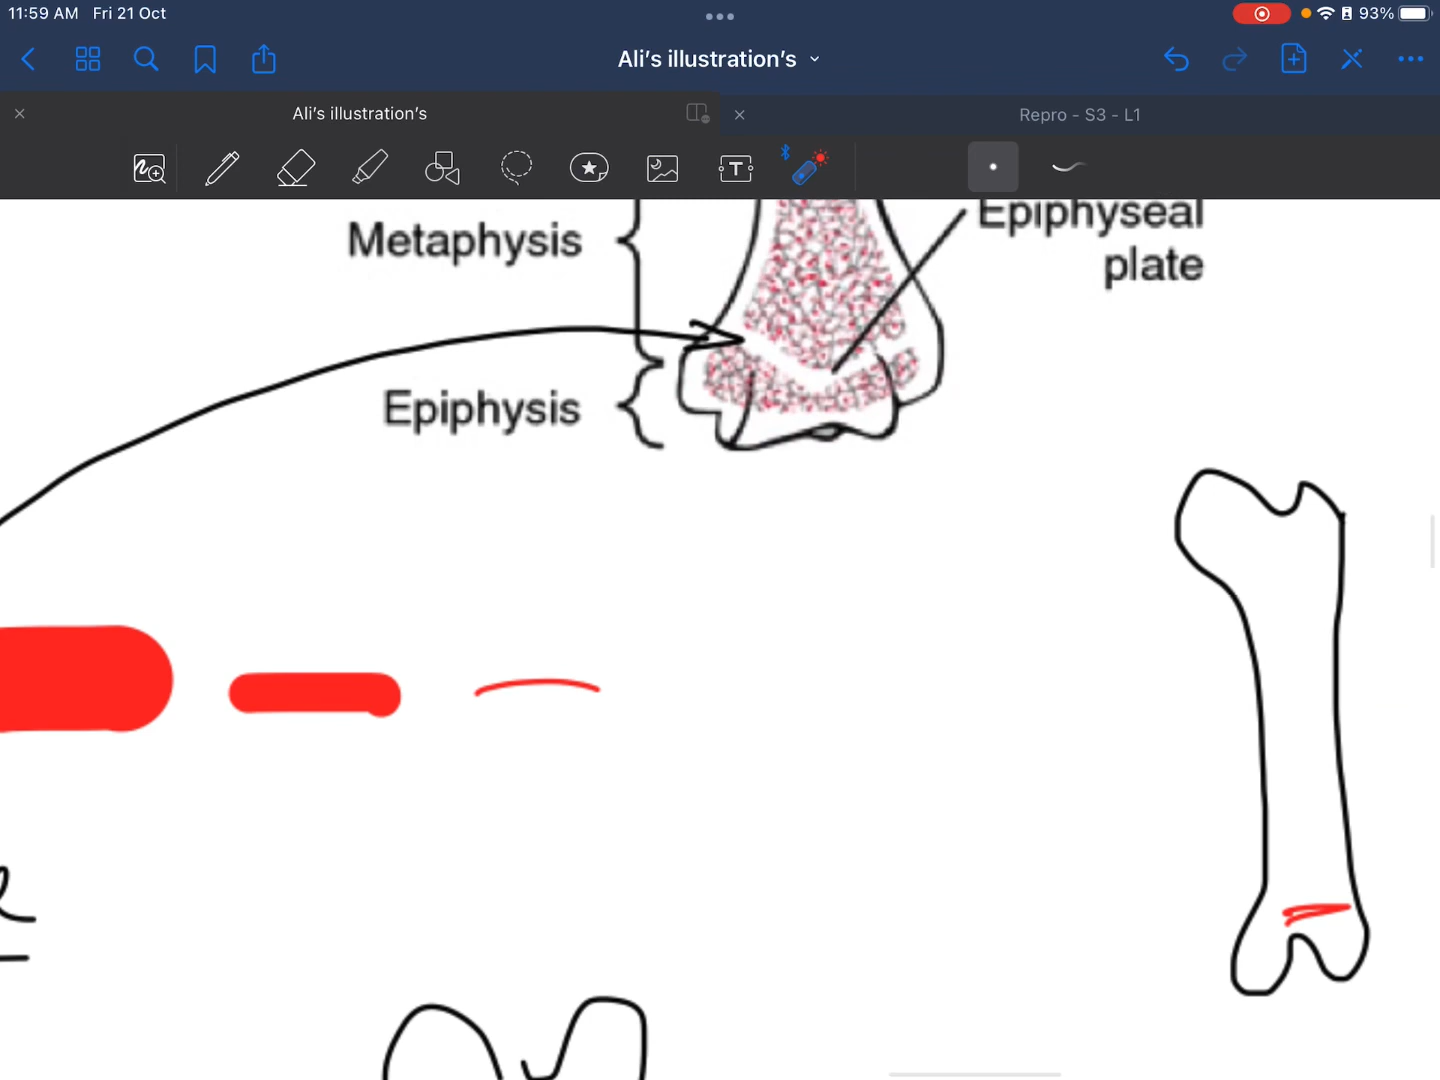 11:59 AM Fri 21 Oct
93%
Ali's illustration's
Ali's illustration's
Repro - S3 - L1
T
Metaphysis
Epiphyseal
plate
Epiphysis